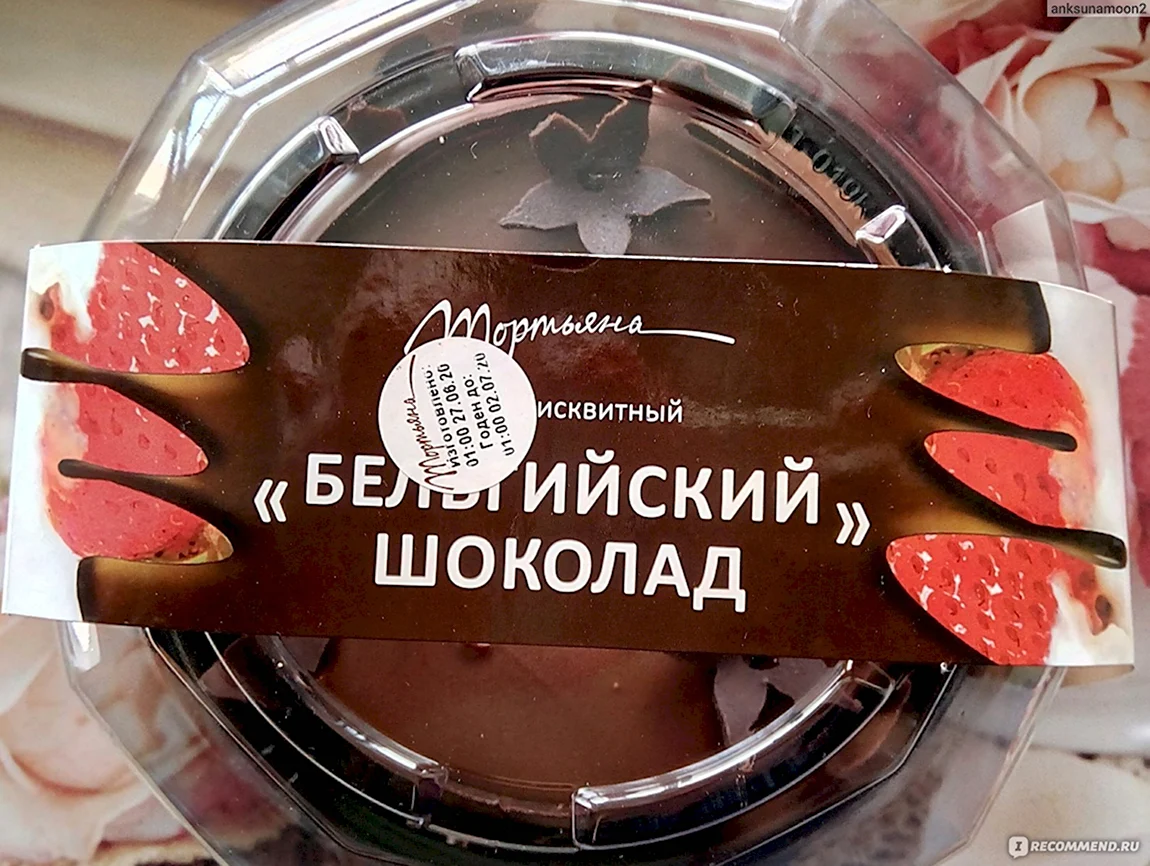 anksunamoon2
Тортьяна
исквитный
« БЕЛЬГИЙСКИЙ »
ШОКОЛАД
Тортьяна
изготовлено:
01:00 27.06.20
Годен до:
01:00 02.07.20
IRECOMMEND.RU